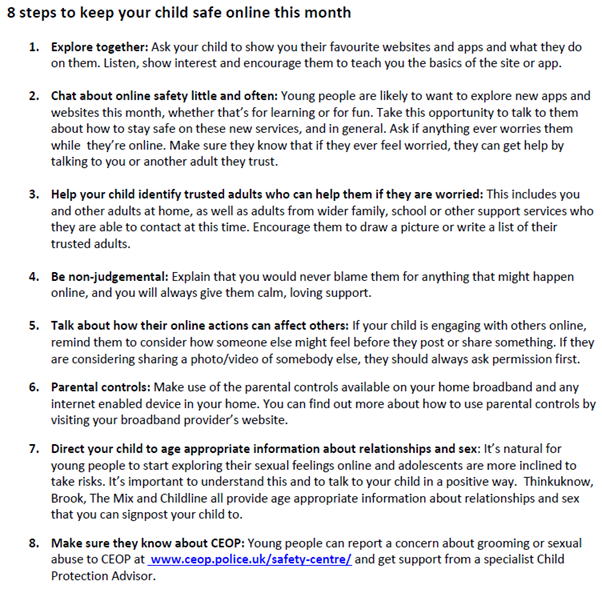 8 steps to keep your child safe online this month
1. Explore together: Ask your child to show you their favourite websites and apps and what they do
on them. Listen, show interest and encourage them to teach you the basics of the site or app.
2. Chat about online safety little and often: Young people are likely to want to explore new apps and
websites this month, whether that's for learning or for fun. Take this opportunity to talk to them
about how to stay safe on these new services, and in general. Ask if anything ever worries them
while they're online. Make sure they know that if they ever feel worried, they can get help by
talking to you or another adult they trust.
3. Help your child identify trusted adults who can help them if they are worried: This includes you
and other adults at home, as well as adults from wider family, school or other support services who
they are able to contact at this time. Encourage them to draw a picture or write a list of their
trusted adults.
4. Be non-judgemental: Explain that you would never blame them for anything that might happen
online, and you will always give them calm, loving support.
5. Talk about how their online actions can affect others: If your child is engaging with others online,
remind them to consider how someone else might feel before they post or share something. If they
are considering sharing a photo/video of somebody else, they should always ask permission first.
6. Parental controls: Make use of the parental controls available on your home broadband and any
internet enabled device in your home. You can find out more about how to use parental controls by
visiting your broadband provider's website.
7. Direct your child to age appropriate information about relationships and sex: It's natural for
young people to start exploring their sexual feelings online and adolescents are more inclined to
take risks. It's important to understand this and to talk to your child in a positive way. Thinkuknow,
Brook, The Mix and Childline all provide age appropriate information about relationships and sex
that you can signpost your child to.
8. Make sure they know about CEOP: Young people can report a concern about grooming or sexual
abuse to CEOP at www.ceop.police.uk/safety-centre/ and get support from a specialist Child
Protection Advisor.